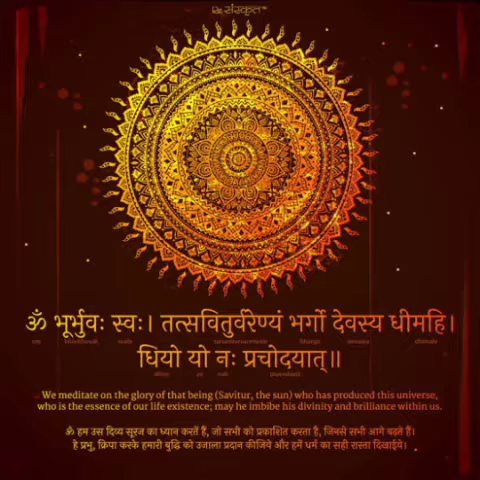 Re संस्कृत
ॐ भूर्भुवः स्वः। तत्सवितुर्वरेण्यं भर्गो देवस्य धीमहि।
धियो यो नः प्रचोदयात्॥
We meditate on the glory of that being (Savitur, the sun) who has produced this universe,
who is the essence of our life existence; may he imbibe his divinity and brilliance within us.
ॐ हम उस दिव्य सूरज का ध्यान करतें हैं, जो सभी को प्रकाशित करता है, जिनसे सभी आगे बढते हैं।
हे प्रभु, क्रिपा करके हमारी बुद्धि को उजाला प्रदान कीजिये और हमें धर्म का सही रास्ता दिखाईये।